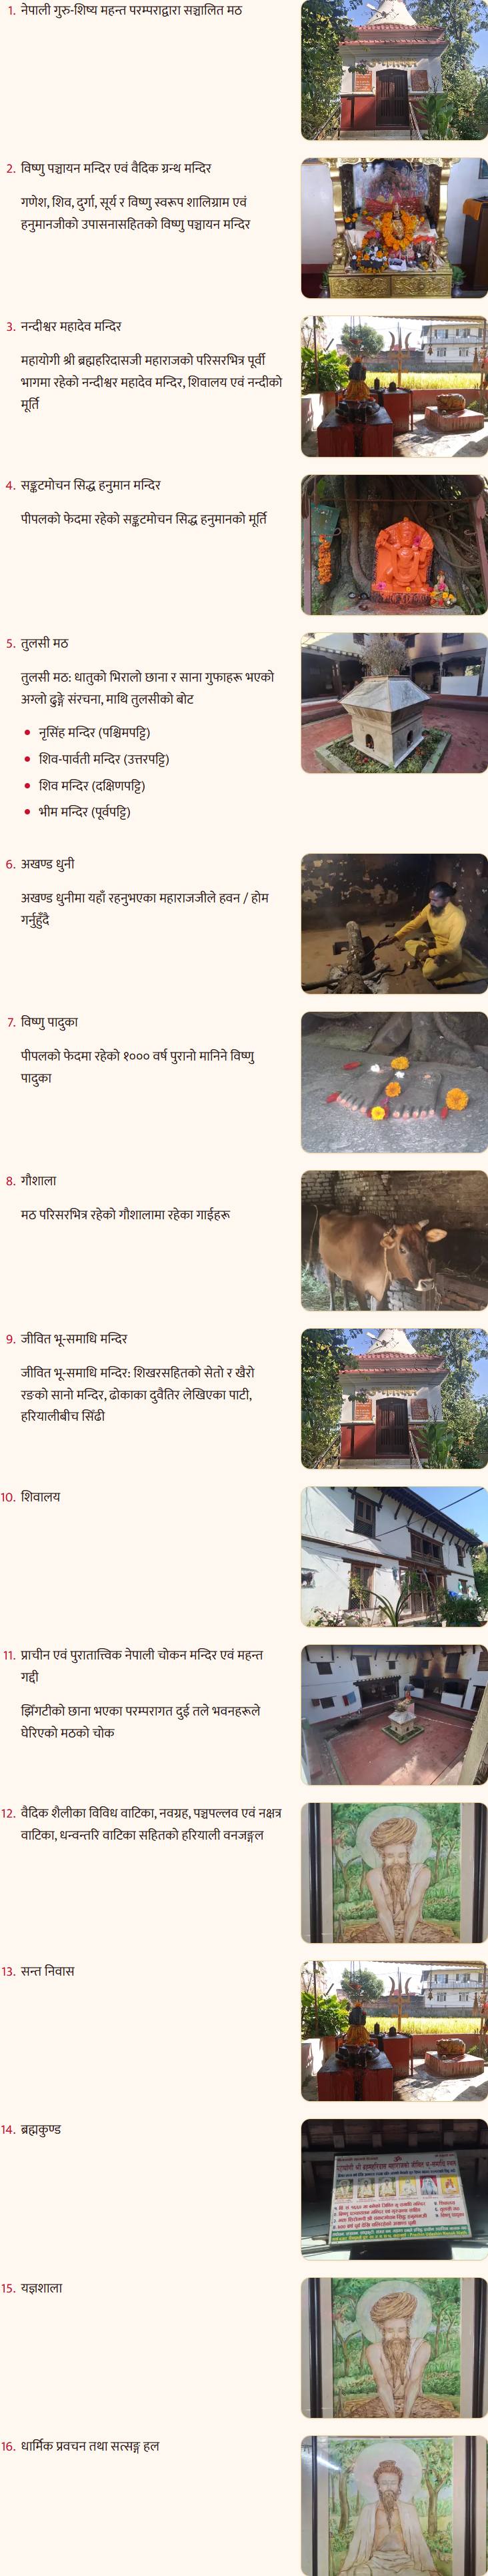 1. नेपाली गुरु-शिष्य महन्त परम्पराद्वारा सञ्चालित मठ
2. विष्णु पञ्चायन मन्दिर एवं वैदिक ग्रन्थ मन्दिर
गणेश, शिव, दुर्गा, सूर्य र विष्णु स्वरूप शालिग्राम एवं
हनुमानजीको उपासनासहितको विष्णु पञ्चायन मन्दिर
3. नन्दीश्वर महादेव मन्दिर
महायोगी श्री ब्रह्महरिदासजी महाराजको परिसरभित्र पूर्वी
भागमा रहेको नन्दीश्वर महादेव मन्दिर, शिवालय एवं नन्दीको
मूर्ति
4. सङ्कटमोचन सिद्ध हनुमान मन्दिर
पीपलको फेदमा रहेको सङ्कटमोचन सिद्ध हनुमानको मूर्ति
5. तुलसी मठ
तुलसी मठ: धातुको भिरालो छाना र साना गुफाहरू भएको
अग्लो ढुङ्गे संरचना, माथि तुलसीको बोट
• नृसिंह मन्दिर (पश्चिमपट्टि)
• शिव-पार्वती मन्दिर (उत्तरपट्टि)
• शिव मन्दिर (दक्षिणपट्टि)
• भीम मन्दिर (पूर्वपट्टि)
6. अखण्ड धुनी
अखण्ड धुनीमा यहाँ रहनुभएका महाराजजीले हवन / होम
गर्नुहुँदै
7. विष्णु पादुका
पीपलको फेदमा रहेको १००० वर्ष पुरानो मानिने विष्णु
पादुका
8. गौशाला
मठ परिसरभित्र रहेको गौशालामा रहेका गाईहरू
9. जीवित भू-समाधि मन्दिर
जीवित भू-समाधि मन्दिर: शिखरसहितको सेतो र खैरो
रङको सानो मन्दिर, ढोकाका दुवैतिर लेखिएका पाटी,
हरियालीबीच सिँढी
10. शिवालय
11. प्राचीन एवं पुरातात्त्विक नेपाली चोकन मन्दिर एवं महन्त
गद्दी
झिँगटीको छाना भएका परम्परागत दुई तले भवनहरूले
घेरिएको मठको चोक
12. वैदिक शैलीका विविध वाटिका, नवग्रह, पञ्चपल्लव एवं नक्षत्र
वाटिका, धन्वन्तरि वाटिका सहितको हरियाली वनजङ्गल
13. सन्त निवास
14. ब्रह्मकुण्ड
15. यज्ञशाला
16. धार्मिक प्रवचन तथा सत्सङ्ग हल